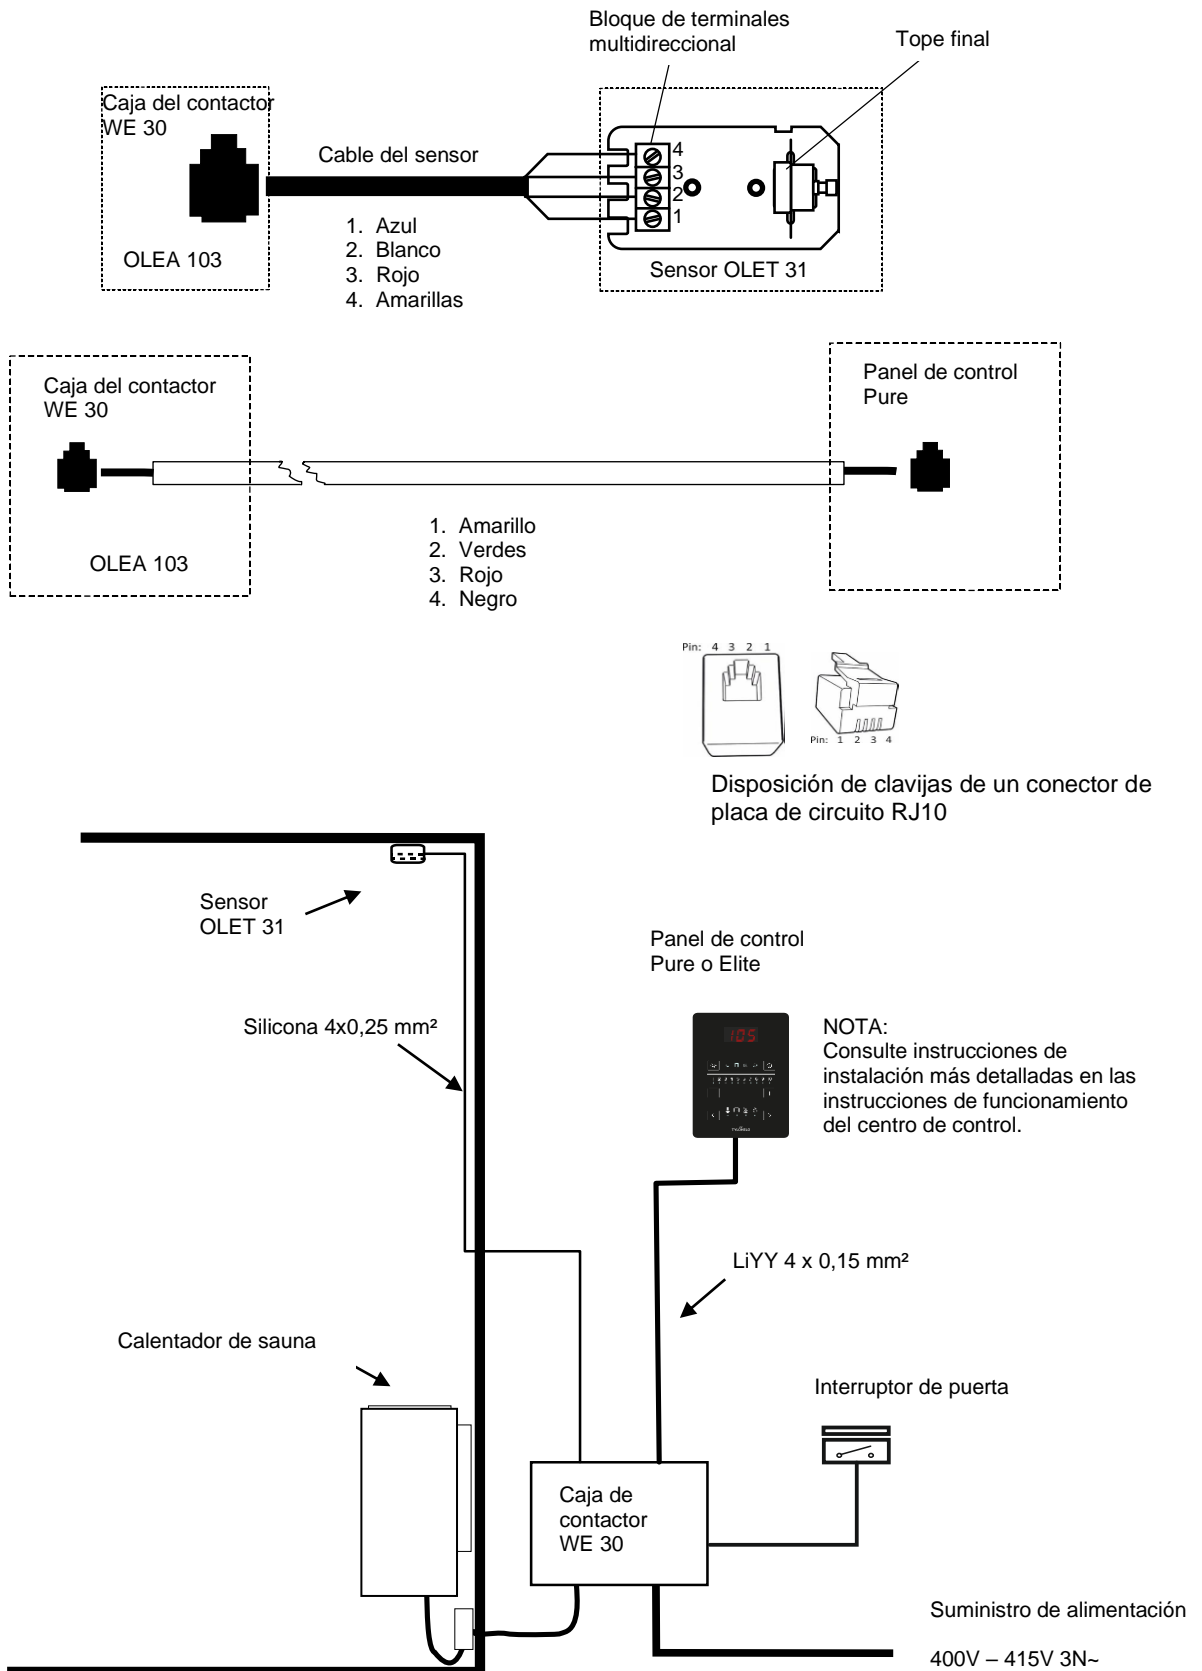 Bloque de terminales
multidireccional
Tope final
Caja del contactor
WE 30
Cable del sensor
4
3
2
1
1. Azul
2. Blanco
3. Rojo
4. Amarillas
OLEA 103
Sensor OLET 31
Caja del contactor
WE 30
Panel de control
Pure
OLEA 103
1. Amarillo
2. Verdes
3. Rojo
4. Negro
Pin: 4 3 2 1
Pin: 1 2 3 4
Disposición de clavijas de un conector de
placa de circuito RJ10
Sensor
OLET 31
Panel de control
Pure o Elite
Silicona 4x0,25 mm²
105
NOTA:
Consulte instrucciones de
instalación más detalladas en las
instrucciones de funcionamiento
del centro de control.
LiYY 4 x 0,15 mm²
Calentador de sauna
Interruptor de puerta
Caja de
contactor
WE 30
Suministro de alimentación
400V – 415V 3N~